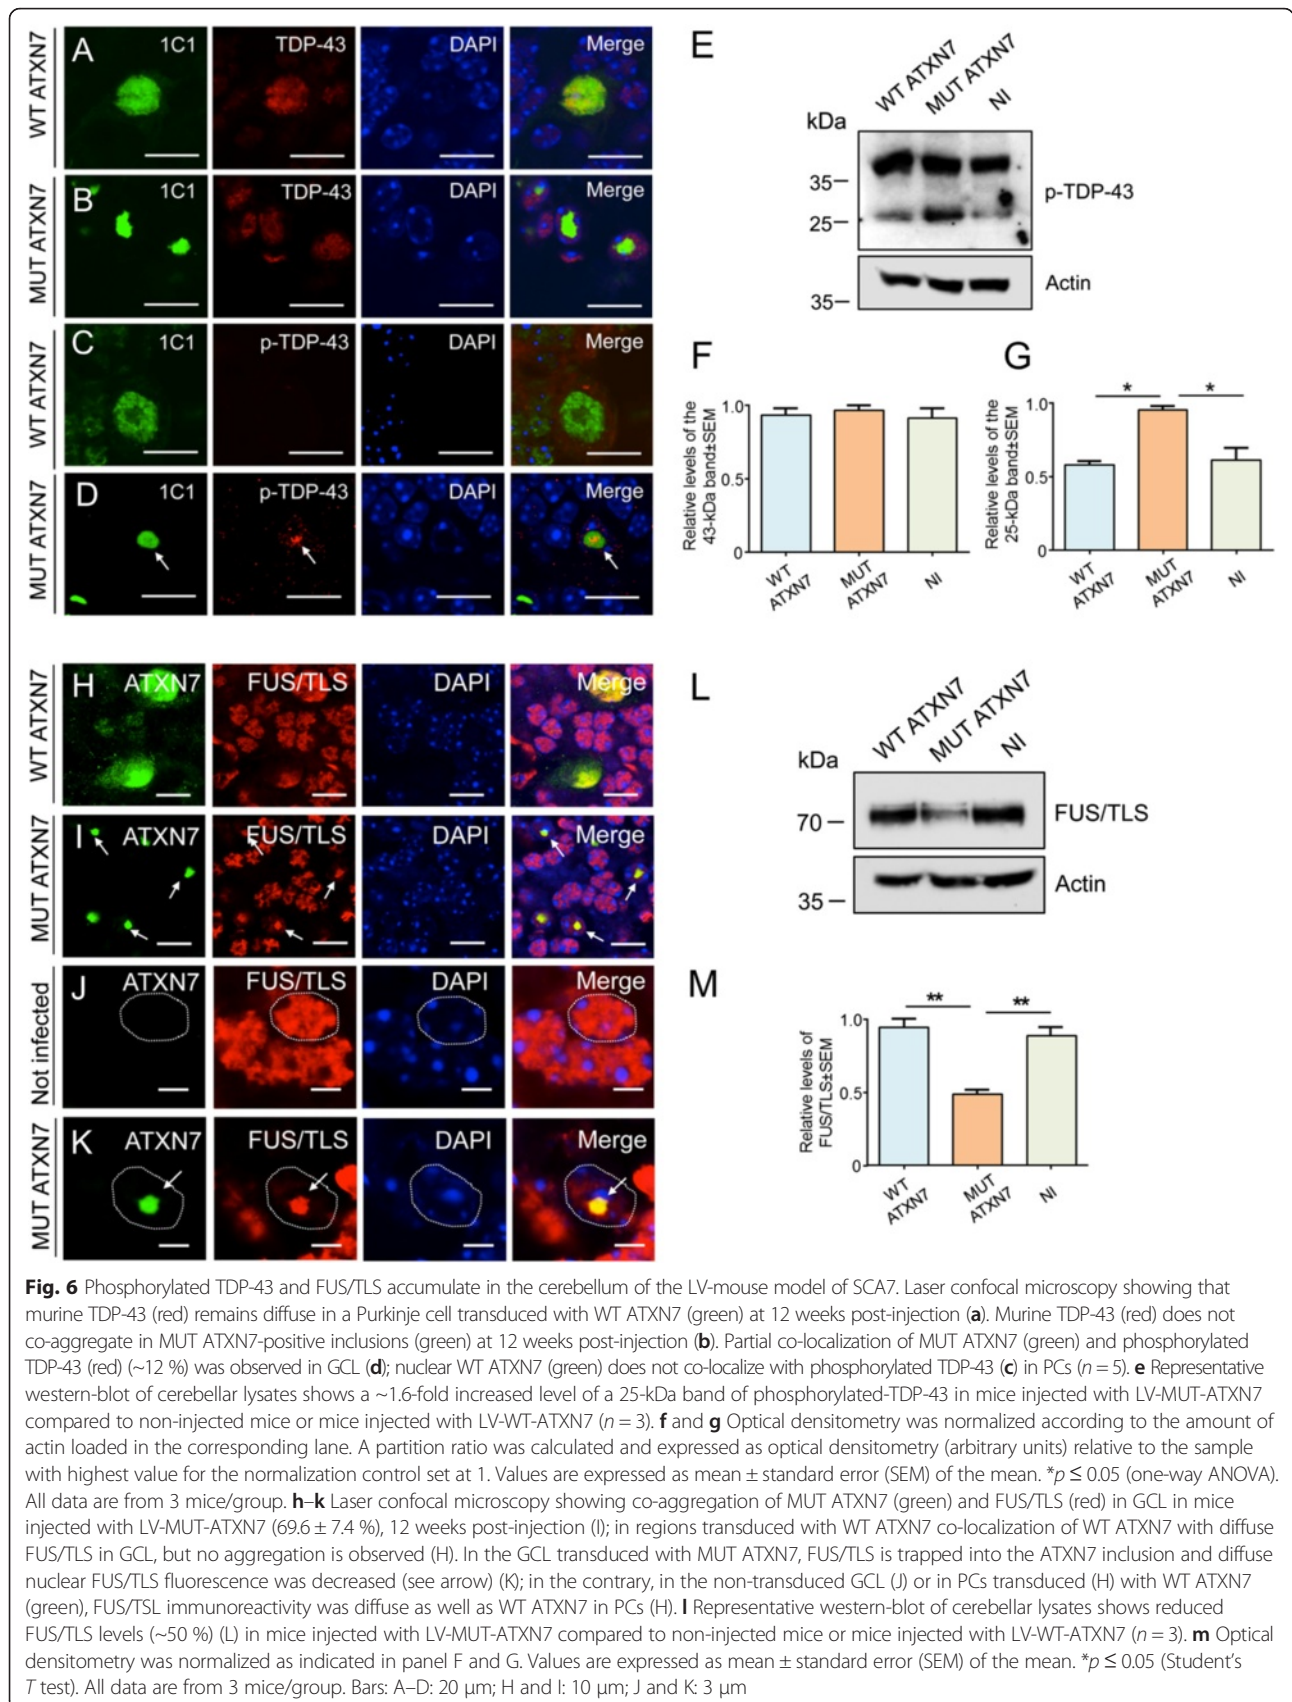 A 1C1 TDP-43 DAPI Merge
WT ATXN7
B 1C1 TDP-43 DAPI Merge
MUT ATXN7
C 1C1 p-TDP-43 DAPI Merge
WT ATXN7
D 1C1 p-TDP-43 DAPI Merge
MUT ATXN7
E
WT ATXN7 MUT ATXN7 NI
kDa
35
25
p-TDP-43
35
Actin
F
Relative levels of the
43-kDa band±SEM
1.0
0.5
0
WT
ATXN7
MUT
ATXN7
NI
G
Relative levels of the
25-kDa band±SEM
1.0
0.5
0
* *
WT
ATXN7
MUT
ATXN7
NI
H ATXN7 FUS/TLS DAPI Merge
WT ATXN7
I ATXN7 FUS/TLS DAPI Merge
MUT ATXN7
J ATXN7 FUS/TLS DAPI Merge
Not infected
K ATXN7 FUS/TLS DAPI Merge
MUT ATXN7
L
WT ATXN7 MUT ATXN7 NI
kDa
70
FUS/TLS
35
Actin
M
Relative levels of
FUS/TLS±SEM
1.0
0.5
0
** **
WT
ATXN7
MUT
ATXN7
NI
Fig. 6 Phosphorylated TDP-43 and FUS/TLS accumulate in the cerebellum of the LV-mouse model of SCA7. Laser confocal microscopy showing that
murine TDP-43 (red) remains diffuse in a Purkinje cell transduced with WT ATXN7 (green) at 12 weeks post-injection (a). Murine TDP-43 (red) does not
co-aggregate in MUT ATXN7-positive inclusions (green) at 12 weeks post-injection (b). Partial co-localization of MUT ATXN7 (green) and phosphorylated
TDP-43 (red) (~12 %) was observed in GCL (d); nuclear WT ATXN7 (green) does not co-localize with phosphorylated TDP-43 (c) in PCs (n = 5). e Representative
western-blot of cerebellar lysates shows a ~1.6-fold increased level of a 25-kDa band of phosphorylated-TDP-43 in mice injected with LV-MUT-ATXN7
compared to non-injected mice or mice injected with LV-WT-ATXN7 (n = 3). f and g Optical densitometry was normalized according to the amount of
actin loaded in the corresponding lane. A partition ratio was calculated and expressed as optical densitometry (arbitrary units) relative to the sample
with highest value for the normalization control set at 1. Values are expressed as mean ± standard error (SEM) of the mean. *p ≤ 0.05 (one-way ANOVA).
All data are from 3 mice/group. h–k Laser confocal microscopy showing co-aggregation of MUT ATXN7 (green) and FUS/TLS (red) in GCL in mice
injected with LV-MUT-ATXN7 (69.6 ± 7.4 %), 12 weeks post-injection (I); in regions transduced with WT ATXN7 co-localization of WT ATXN7 with diffuse
FUS/TLS in GCL, but no aggregation is observed (H). In the GCL transduced with MUT ATXN7, FUS/TLS is trapped into the ATXN7 inclusion and diffuse
nuclear FUS/TLS fluorescence was decreased (see arrow) (K); in the contrary, in the non-transduced GCL (J) or in PCs transduced (H) with WT ATXN7
(green), FUS/TSL immunoreactivity was diffuse as well as WT ATXN7 in PCs (H). l Representative western-blot of cerebellar lysates shows reduced
FUS/TLS levels (~50 %) (L) in mice injected with LV-MUT-ATXN7 compared to non-injected mice or mice injected with LV-WT-ATXN7 (n = 3). m Optical
densitometry was normalized as indicated in panel F and G. Values are expressed as mean ± standard error (SEM) of the mean. *p ≤ 0.05 (Student's
T test). All data are from 3 mice/group. Bars: A–D: 20 μm; H and I: 10 μm; J and K: 3 μm